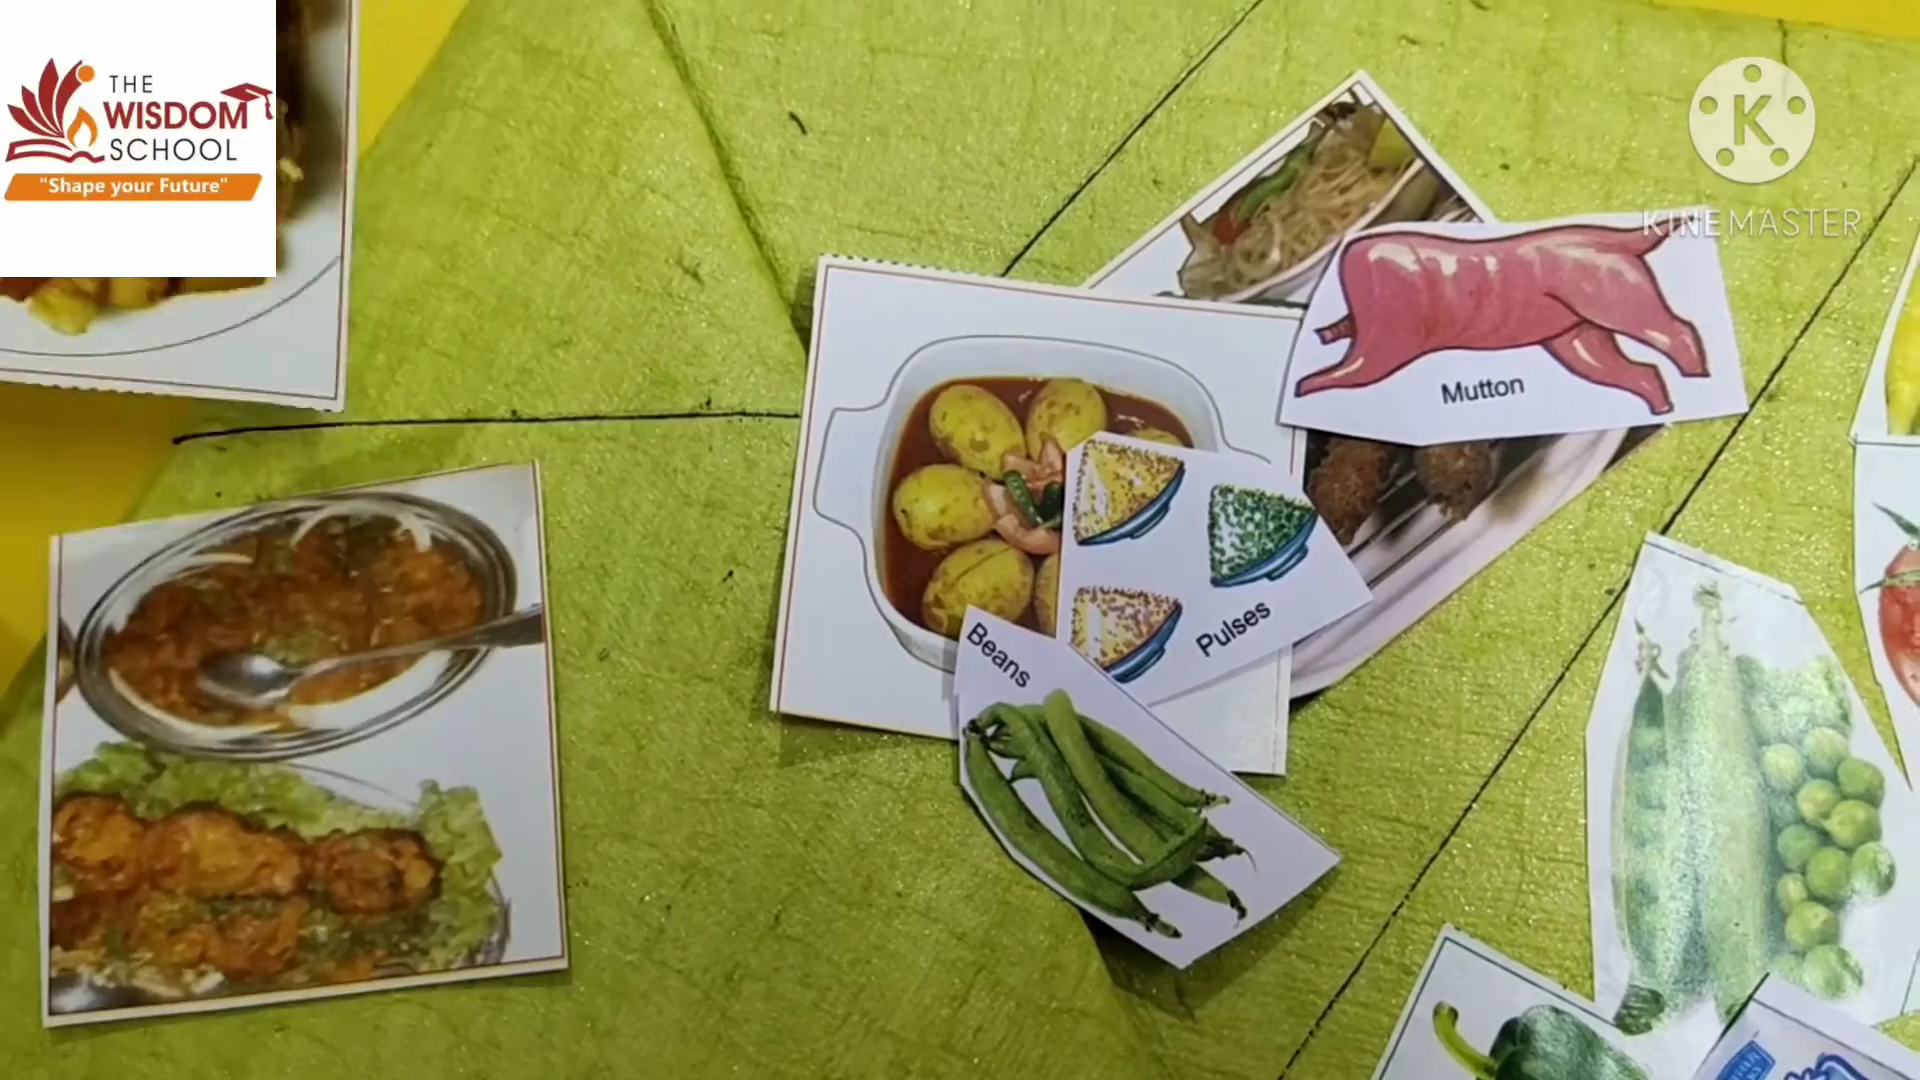 THE
WISDOM
SCHOOL
"Shape your Future"
K
KINEMASTER
Mutton
Pulses
Beans